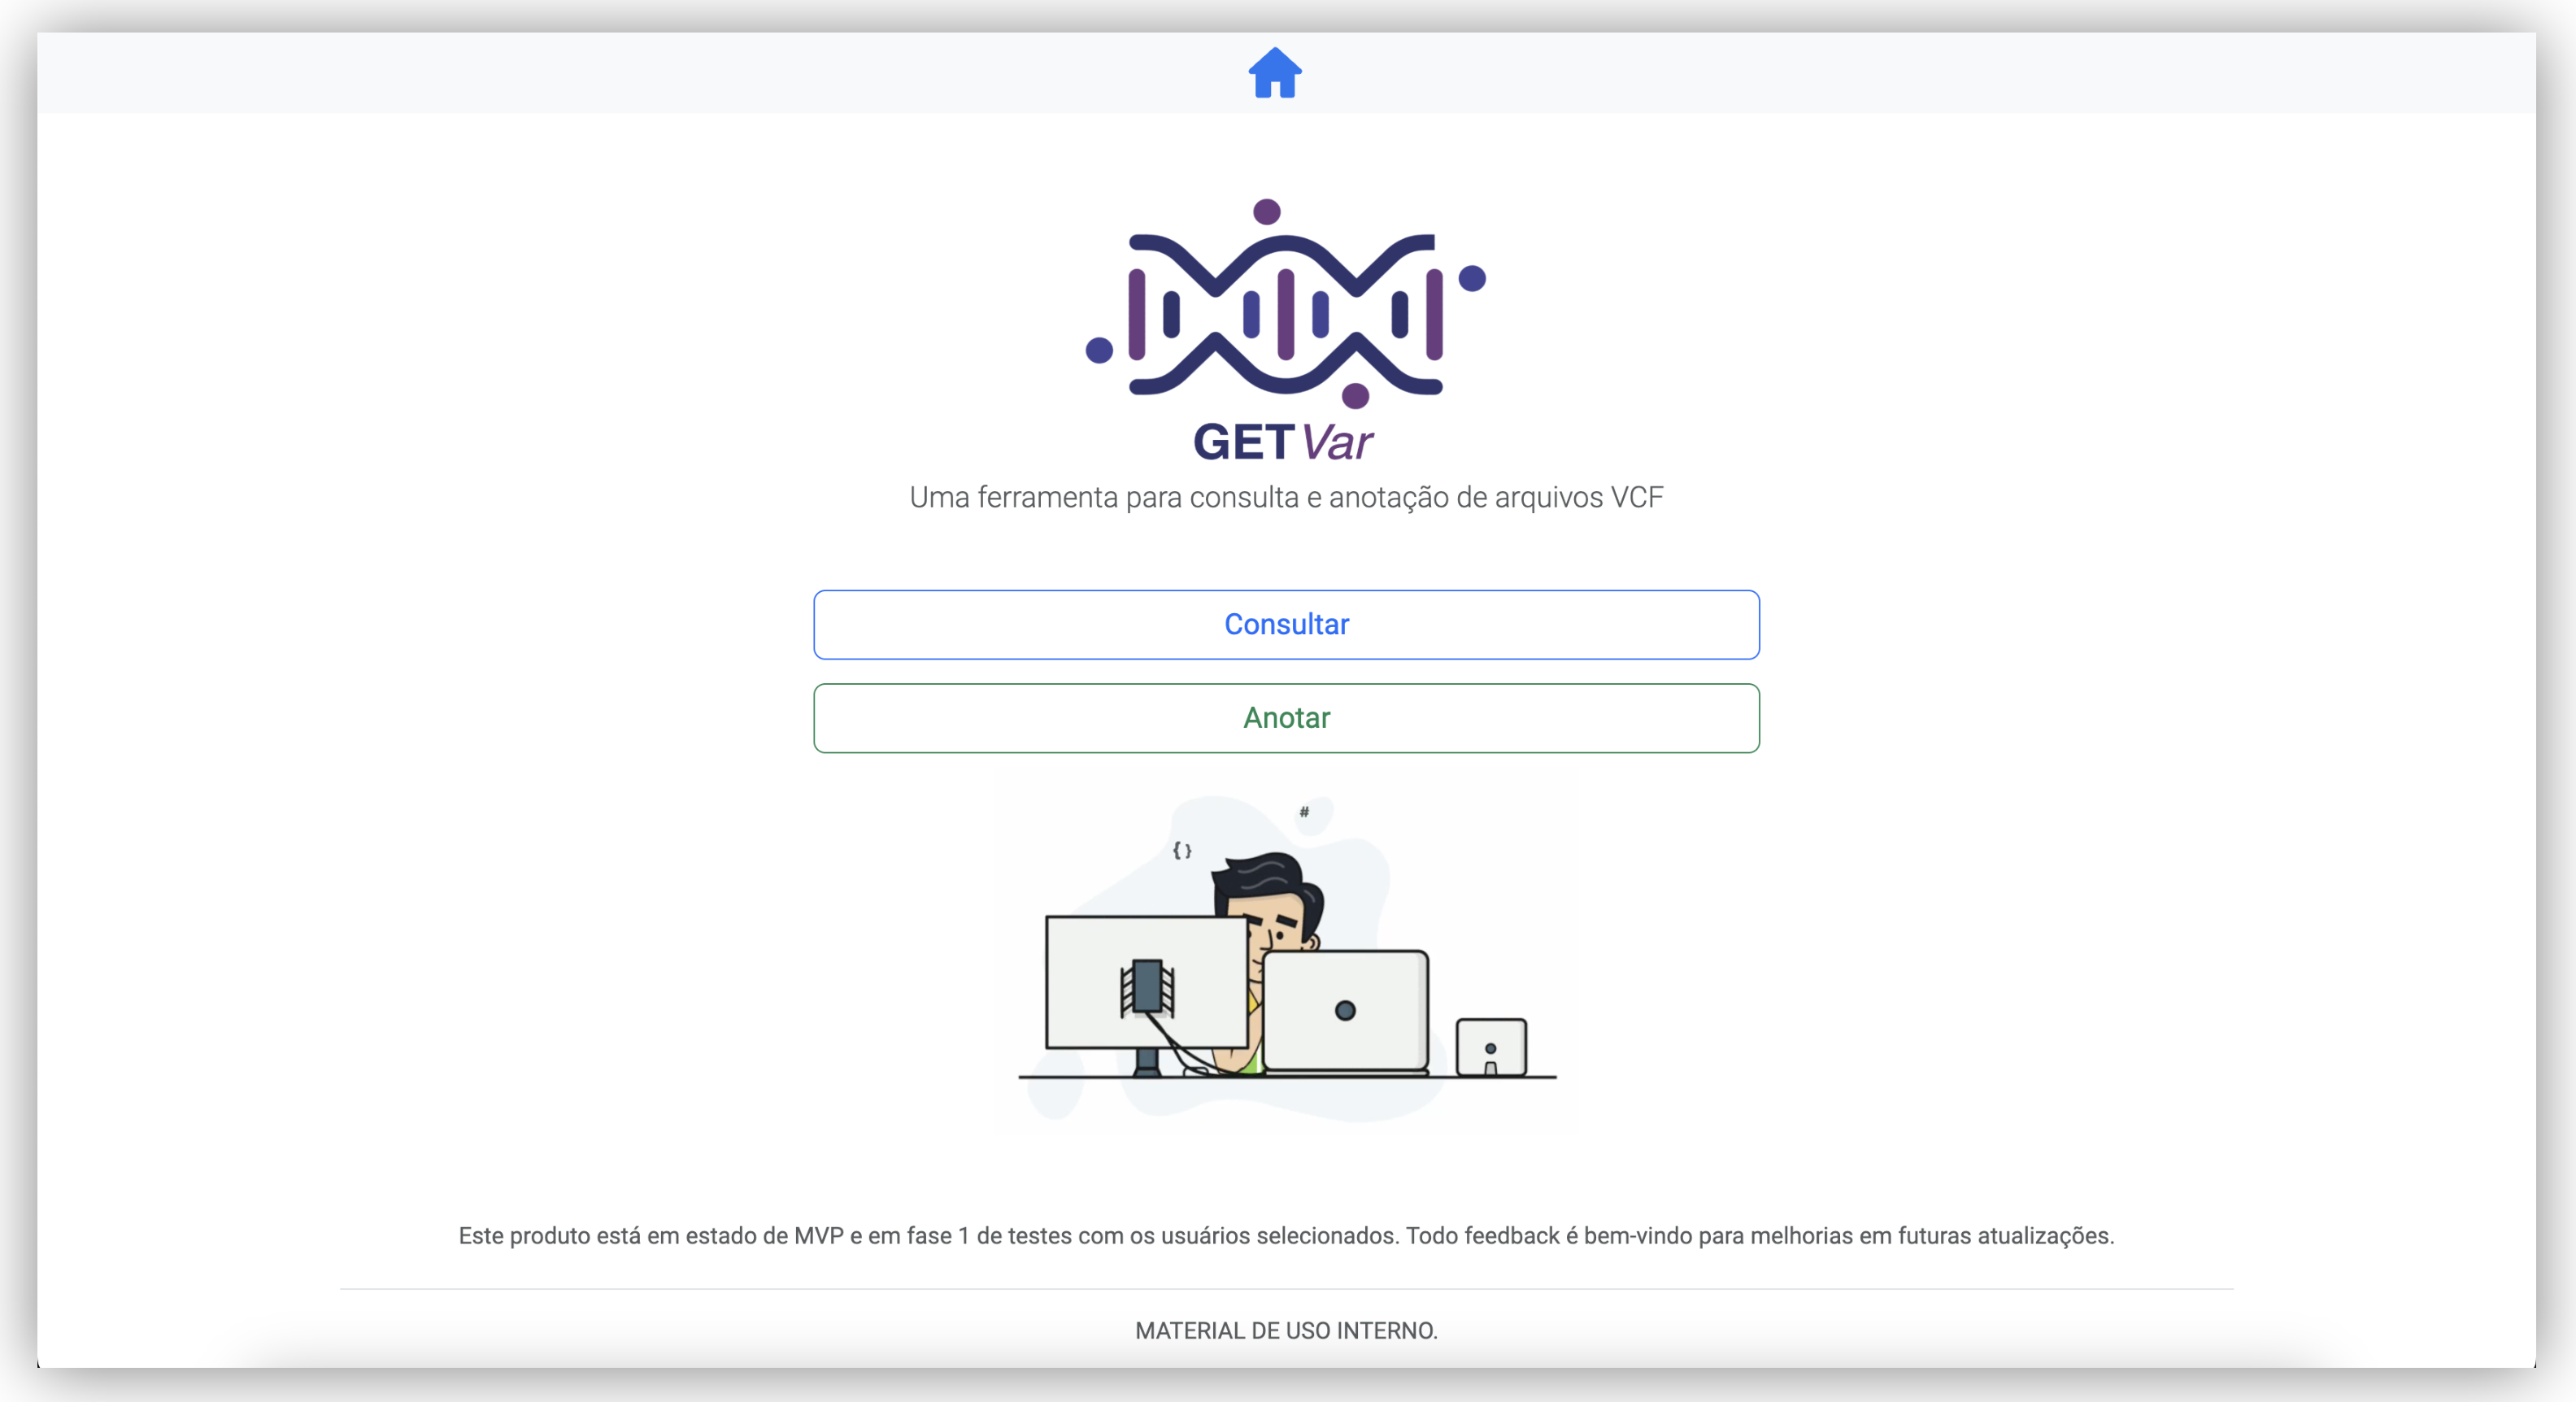 GETVar
Uma ferramenta para consulta e anotação de arquivos VCF
Consultar
Anotar
#
{ }
Este produto está em estado de MVP e em fase 1 de testes com os usuários selecionados. Todo feedback é bem-vindo para melhorias em futuras atualizações.
MATERIAL DE USO INTERNO.